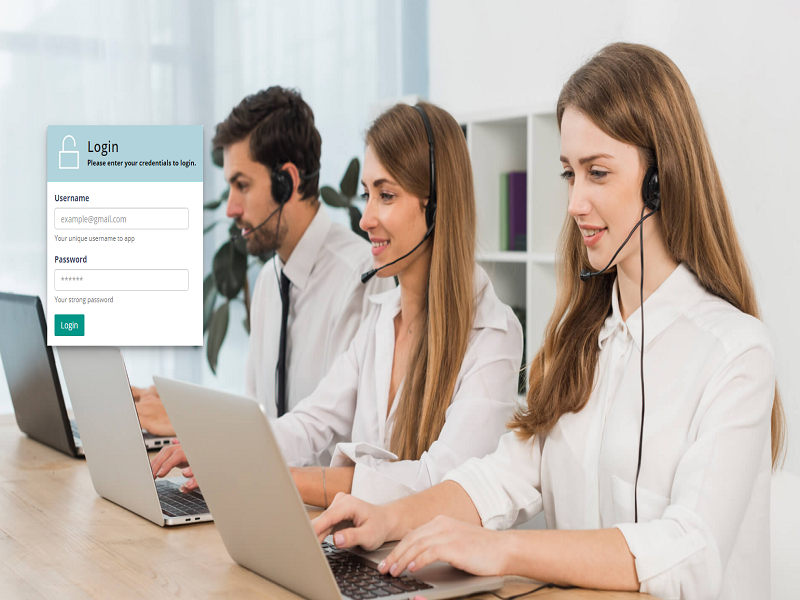 Login
Please enter your credentials to login.
Username
example@gmail.com
Your unique username to app
Password
******
Your strong password
Login